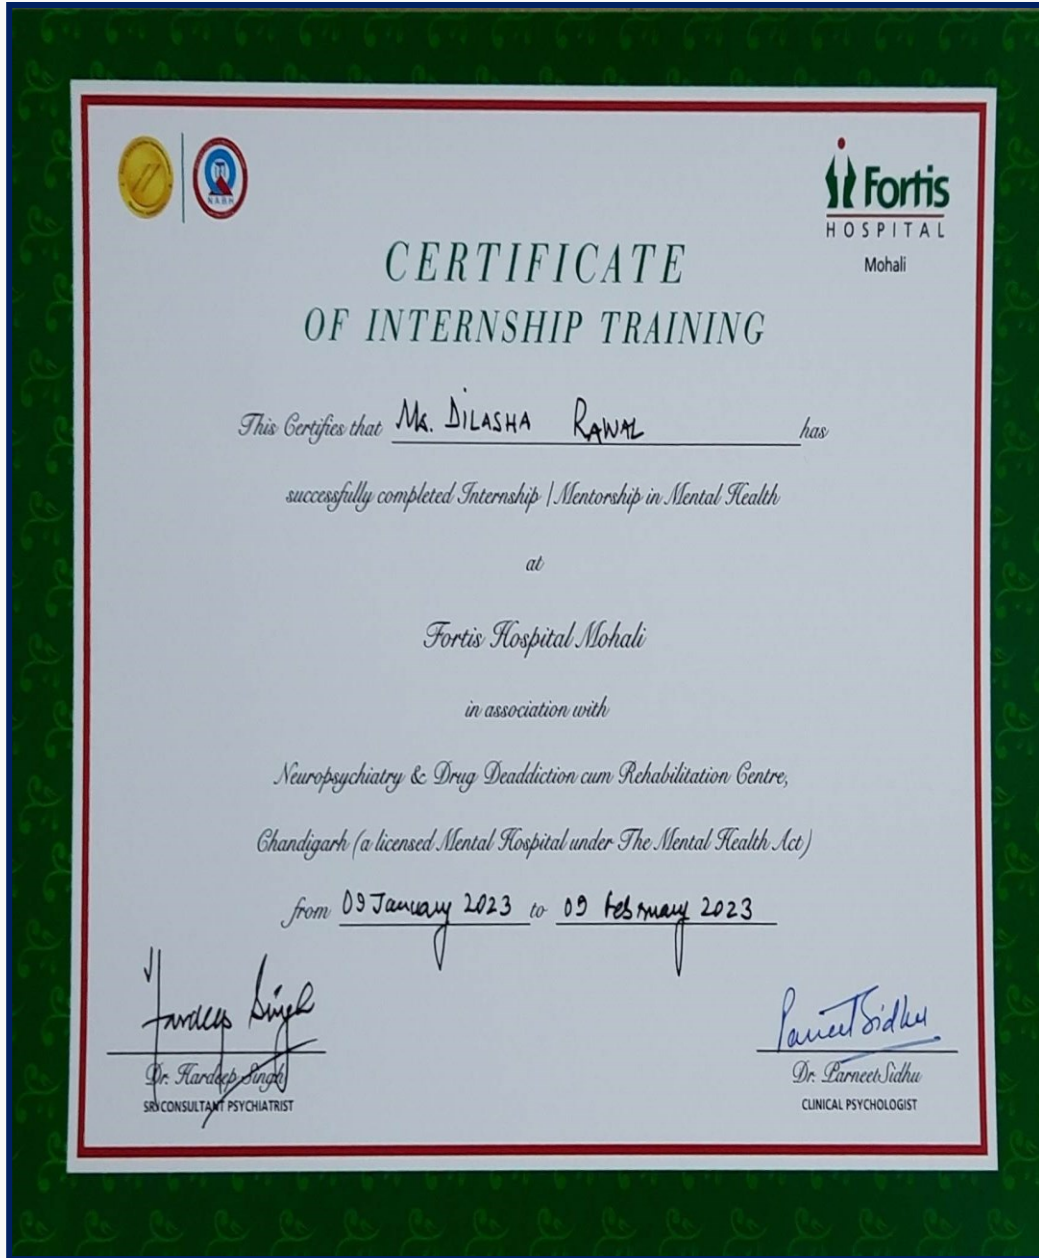 NABH
Fortis
HOSPITAL
Mohali
CERTIFICATE
OF INTERNSHIP TRAINING
This Certifies that Ms. DILASHA RAWAL has
successfully completed Internship | Mentorship in Mental Health
at
Fortis Hospital Mohali
in association with
Neuropsychiatry & Drug Deaddiction cum Rehabilitation Centre,
Chandigarh (a licensed Mental Hospital under The Mental Health Act)
from 09 January 2023 to 09 February 2023
Hardeep Singh
Dr. Hardeep Singh
SR. CONSULTANT PSYCHIATRIST
Parneet Sidhu
Dr. Parneet Sidhu
CLINICAL PSYCHOLOGIST